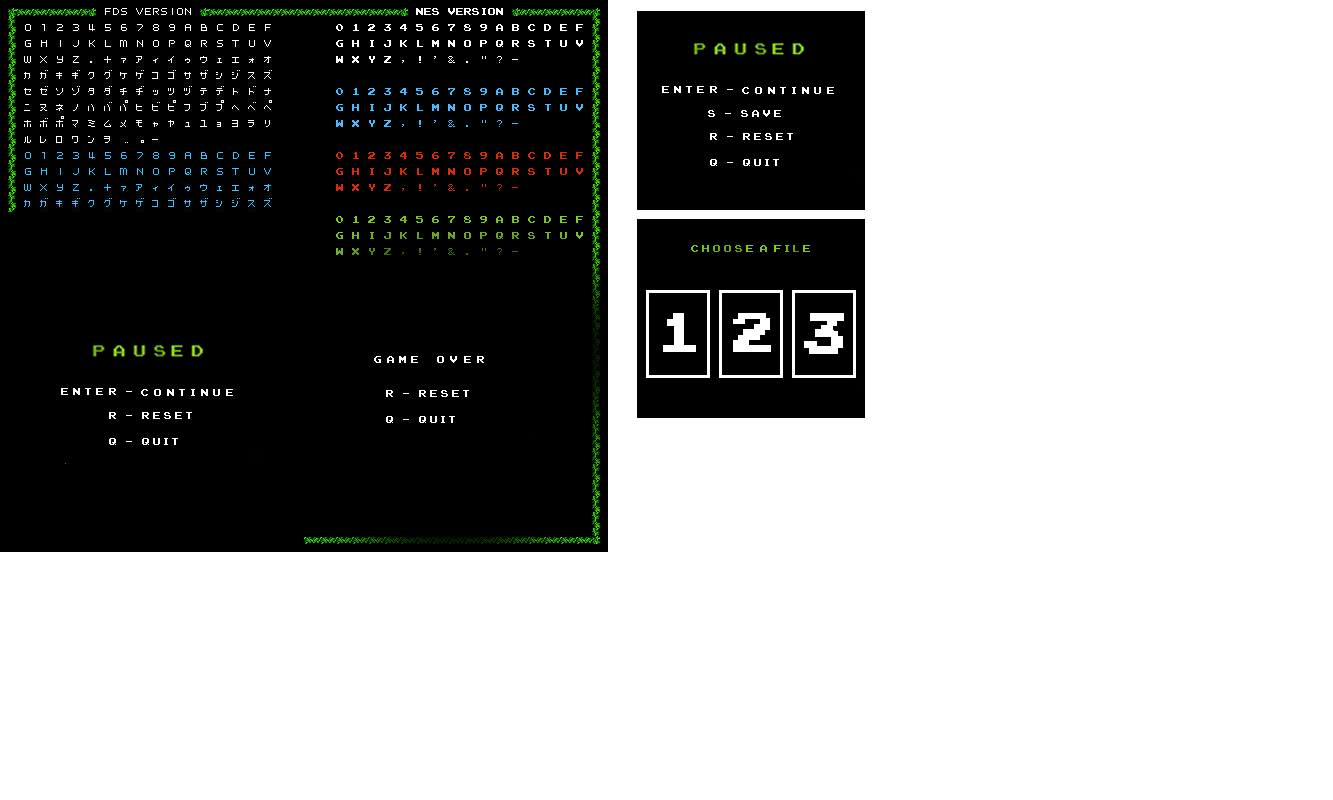 FDS VERSION
0 1 2 3 4 5 6 7 8 9 A B C D E F
G H I J K L M N O P Q R S T U V
W X Y Z . + ァ ア ィ イ ゥ ウ ェ エ ォ オ
カ ガ キ ギ ク グ ケ ゲ コ ゴ サ ザ シ ジ ス ズ
セ ゼ ソ ゾ タ ダ チ ヂ ッ ツ ヅ テ デ ト ド ナ
ニ ヌ ネ ノ ハ バ パ ヒ ビ ピ フ ブ プ ヘ ベ ペ
ホ ボ ポ マ ミ ム メ モ ャ ヤ ュ ユ ョ ヨ ラ リ
ル レ ロ ワ ン ヲ 、 。 -
0 1 2 3 4 5 6 7 8 9 A B C D E F
G H I J K L M N O P Q R S T U V
W X Y Z . + ァ ア ィ イ ゥ ウ ェ エ ォ オ
カ ガ キ ギ ク グ ケ ゲ コ ゴ サ ザ シ ジ ス ズ
NES VERSION
0 1 2 3 4 5 6 7 8 9 A B C D E F
G H I J K L M N O P Q R S T U V
W X Y Z , ! ' & . " ? -
0 1 2 3 4 5 6 7 8 9 A B C D E F
G H I J K L M N O P Q R S T U V
W X Y Z , ! ' & . " ? -
0 1 2 3 4 5 6 7 8 9 A B C D E F
G H I J K L M N O P Q R S T U V
W X Y Z , ! ' & . " ? -
0 1 2 3 4 5 6 7 8 9 A B C D E F
G H I J K L M N O P Q R S T U V
W X Y Z , ! ' & . " ? -
PAUSED
ENTER - CONTINUE
R - RESET
Q - QUIT
GAME OVER
R - RESET
Q - QUIT
PAUSED
ENTER - CONTINUE
S - SAVE
R - RESET
Q - QUIT
CHOOSE A FILE
1 2 3